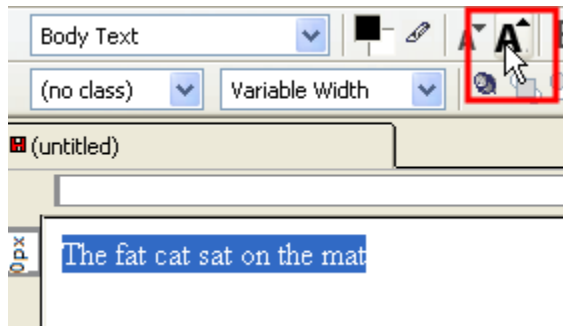 Body Text
A A
(no class) Variable Width
(untitled)
0px
The fat cat sat on the mat